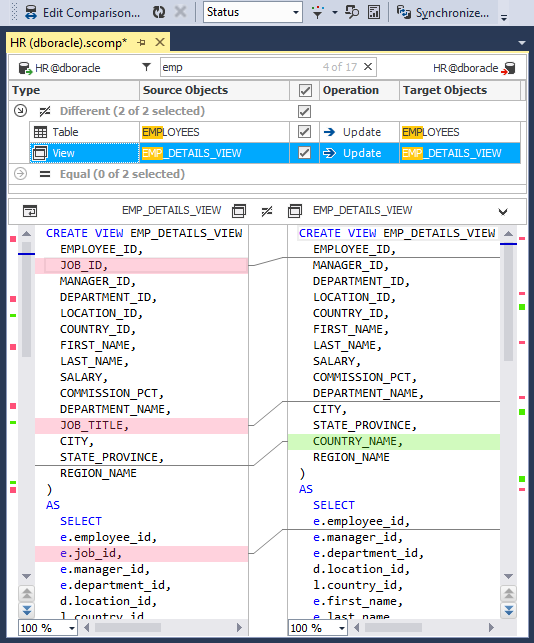 Edit Comparison... Status Synchronize...
HR (dboracle).scomp*
HR@dboracle emp 4 of 17 HR@dboracle
Type Source Objects Operation Target Objects
Different (2 of 2 selected)
Table EMPLOYEES Update EMPLOYEES
View EMP_DETAILS_VIEW Update EMP_DETAILS_VIEW
Equal (0 of 2 selected)
EMP_DETAILS_VIEW EMP_DETAILS_VIEW
CREATE VIEW EMP_DETAILS_VIEW
EMPLOYEE_ID,
JOB_ID,
MANAGER_ID,
DEPARTMENT_ID,
LOCATION_ID,
COUNTRY_ID,
FIRST_NAME,
LAST_NAME,
SALARY,
COMMISSION_PCT,
DEPARTMENT_NAME,
JOB_TITLE,
CITY,
STATE_PROVINCE,
REGION_NAME
)
AS
SELECT
e.employee_id,
e.job_id,
e.manager_id,
e.department_id,
d.location_id,
l.country_id
100 %
CREATE VIEW EMP_DETAILS_VIEW
EMPLOYEE_ID,
MANAGER_ID,
DEPARTMENT_ID,
LOCATION_ID,
COUNTRY_ID,
FIRST_NAME,
LAST_NAME,
SALARY,
COMMISSION_PCT,
DEPARTMENT_NAME,
CITY,
STATE_PROVINCE,
COUNTRY_NAME,
REGION_NAME
)
AS
SELECT
e.employee_id,
e.manager_id,
e.department_id,
d.location_id,
l.country_id,
e.first_name,
e.last_name
100 %